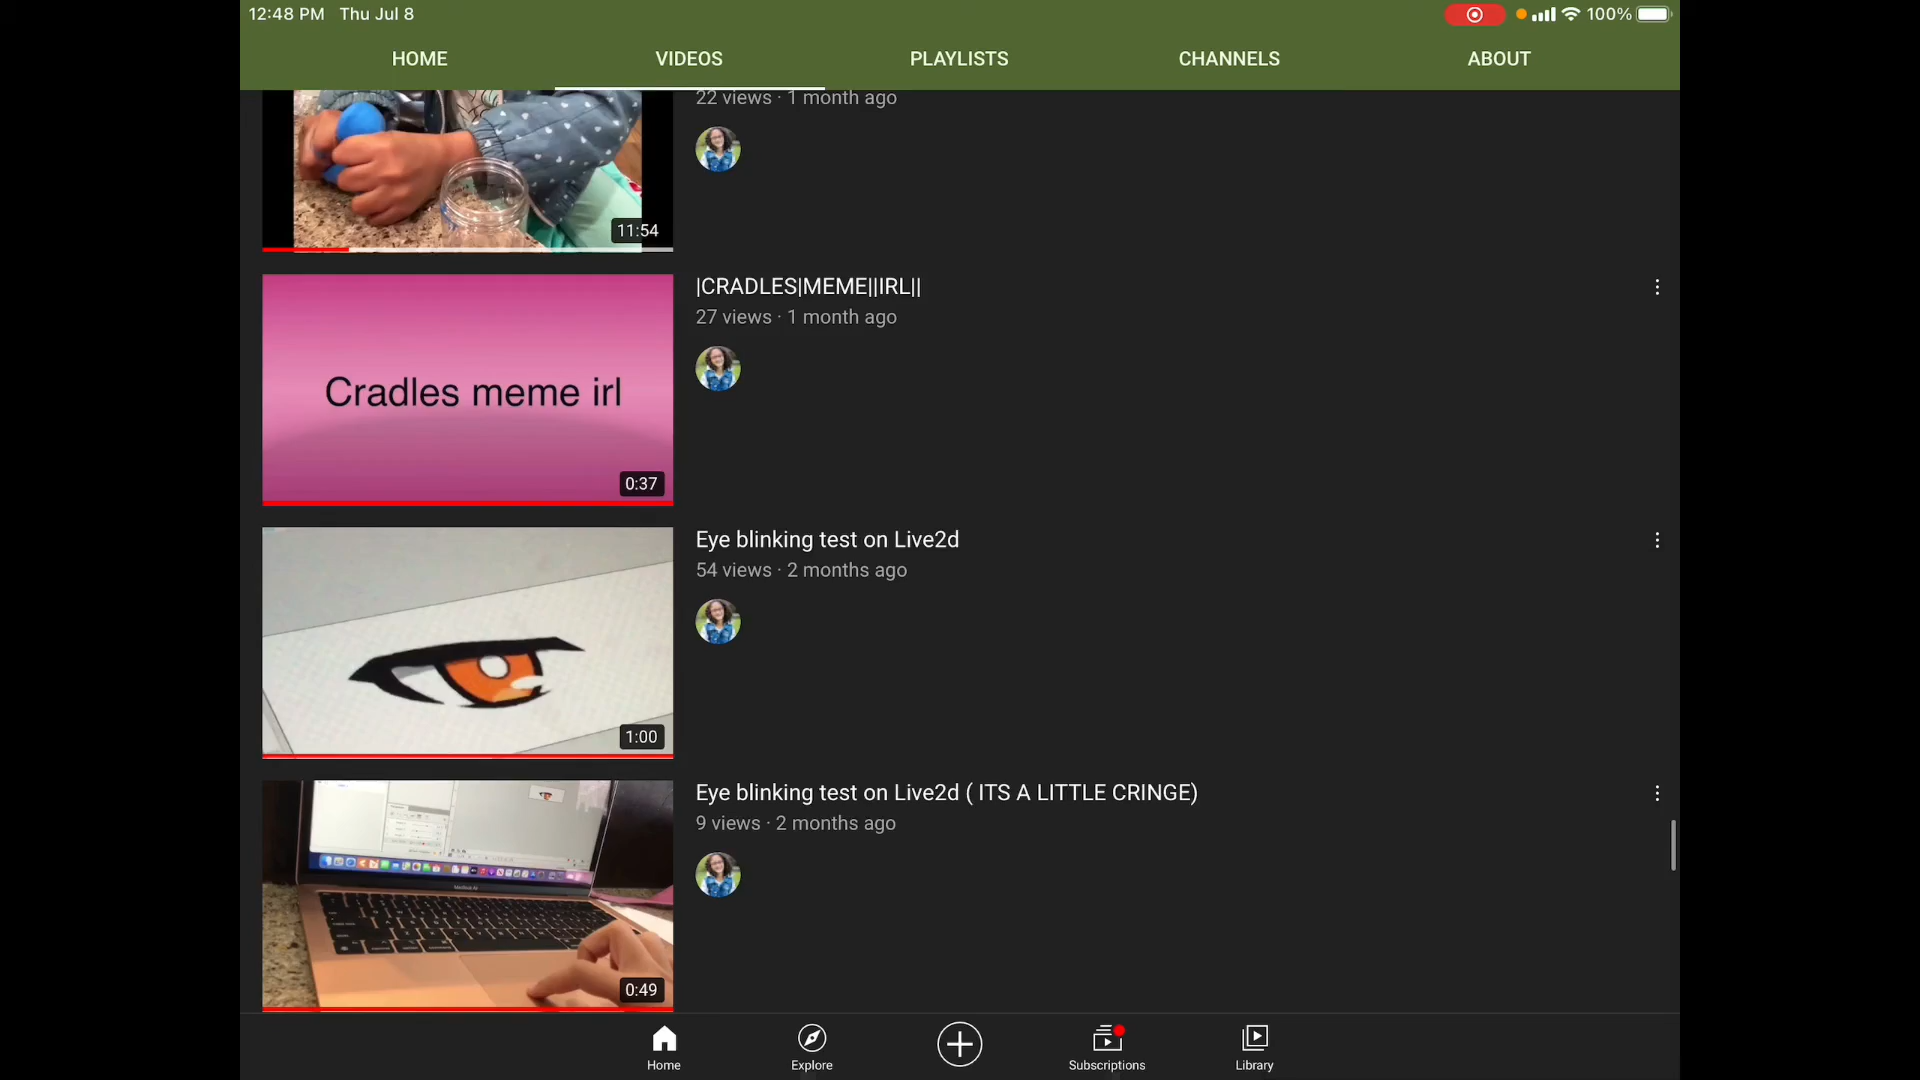 12:48 PM Thu Jul 8
100%
HOME VIDEOS PLAYLISTS CHANNELS ABOUT
22 views · 1 month ago
11:54
|CRADLES|MEME||IRL||
27 views · 1 month ago
Cradles meme irl
0:37
Eye blinking test on Live2d
54 views · 2 months ago
1:00
Eye blinking test on Live2d ( ITS A LITTLE CRINGE)
9 views · 2 months ago
MacBook Air
0:49
Home Explore Subscriptions Library